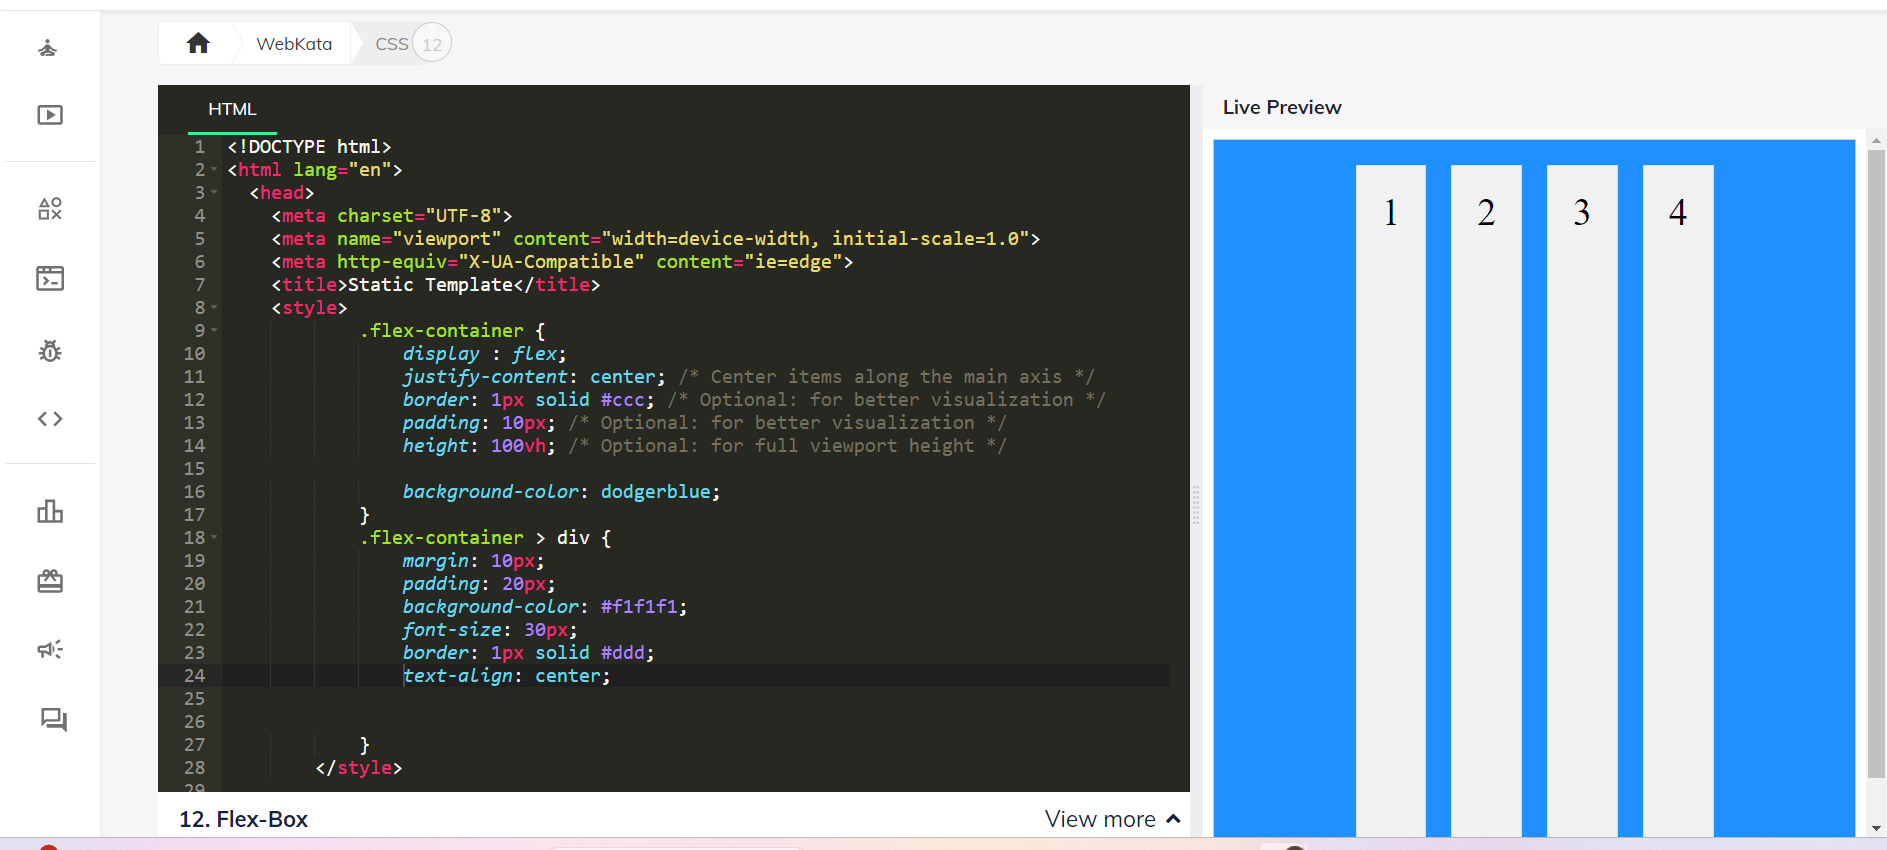 WebKata CSS 12
HTML
1 <!DOCTYPE html>
2 <html lang="en">
3 <head>
4 <meta charset="UTF-8">
5 <meta name="viewport" content="width=device-width, initial-scale=1.0">
6 <meta http-equiv="X-UA-Compatible" content="ie=edge">
7 <title>Static Template</title>
8 <style>
9 .flex-container {
10 display : flex;
11 justify-content: center; /* Center items along the main axis */
12 border: 1px solid #ccc; /* Optional: for better visualization */
13 padding: 10px; /* Optional: for better visualization */
14 height: 100vh; /* Optional: for full viewport height */
15
16 background-color: dodgerblue;
17 }
18 .flex-container > div {
19 margin: 10px;
20 padding: 20px;
21 background-color: #f1f1f1;
22 font-size: 30px;
23 border: 1px solid #ddd;
24 text-align: center;
25
26
27 }
28 </style>
29
12. Flex-Box View more
Live Preview
1 2 3 4